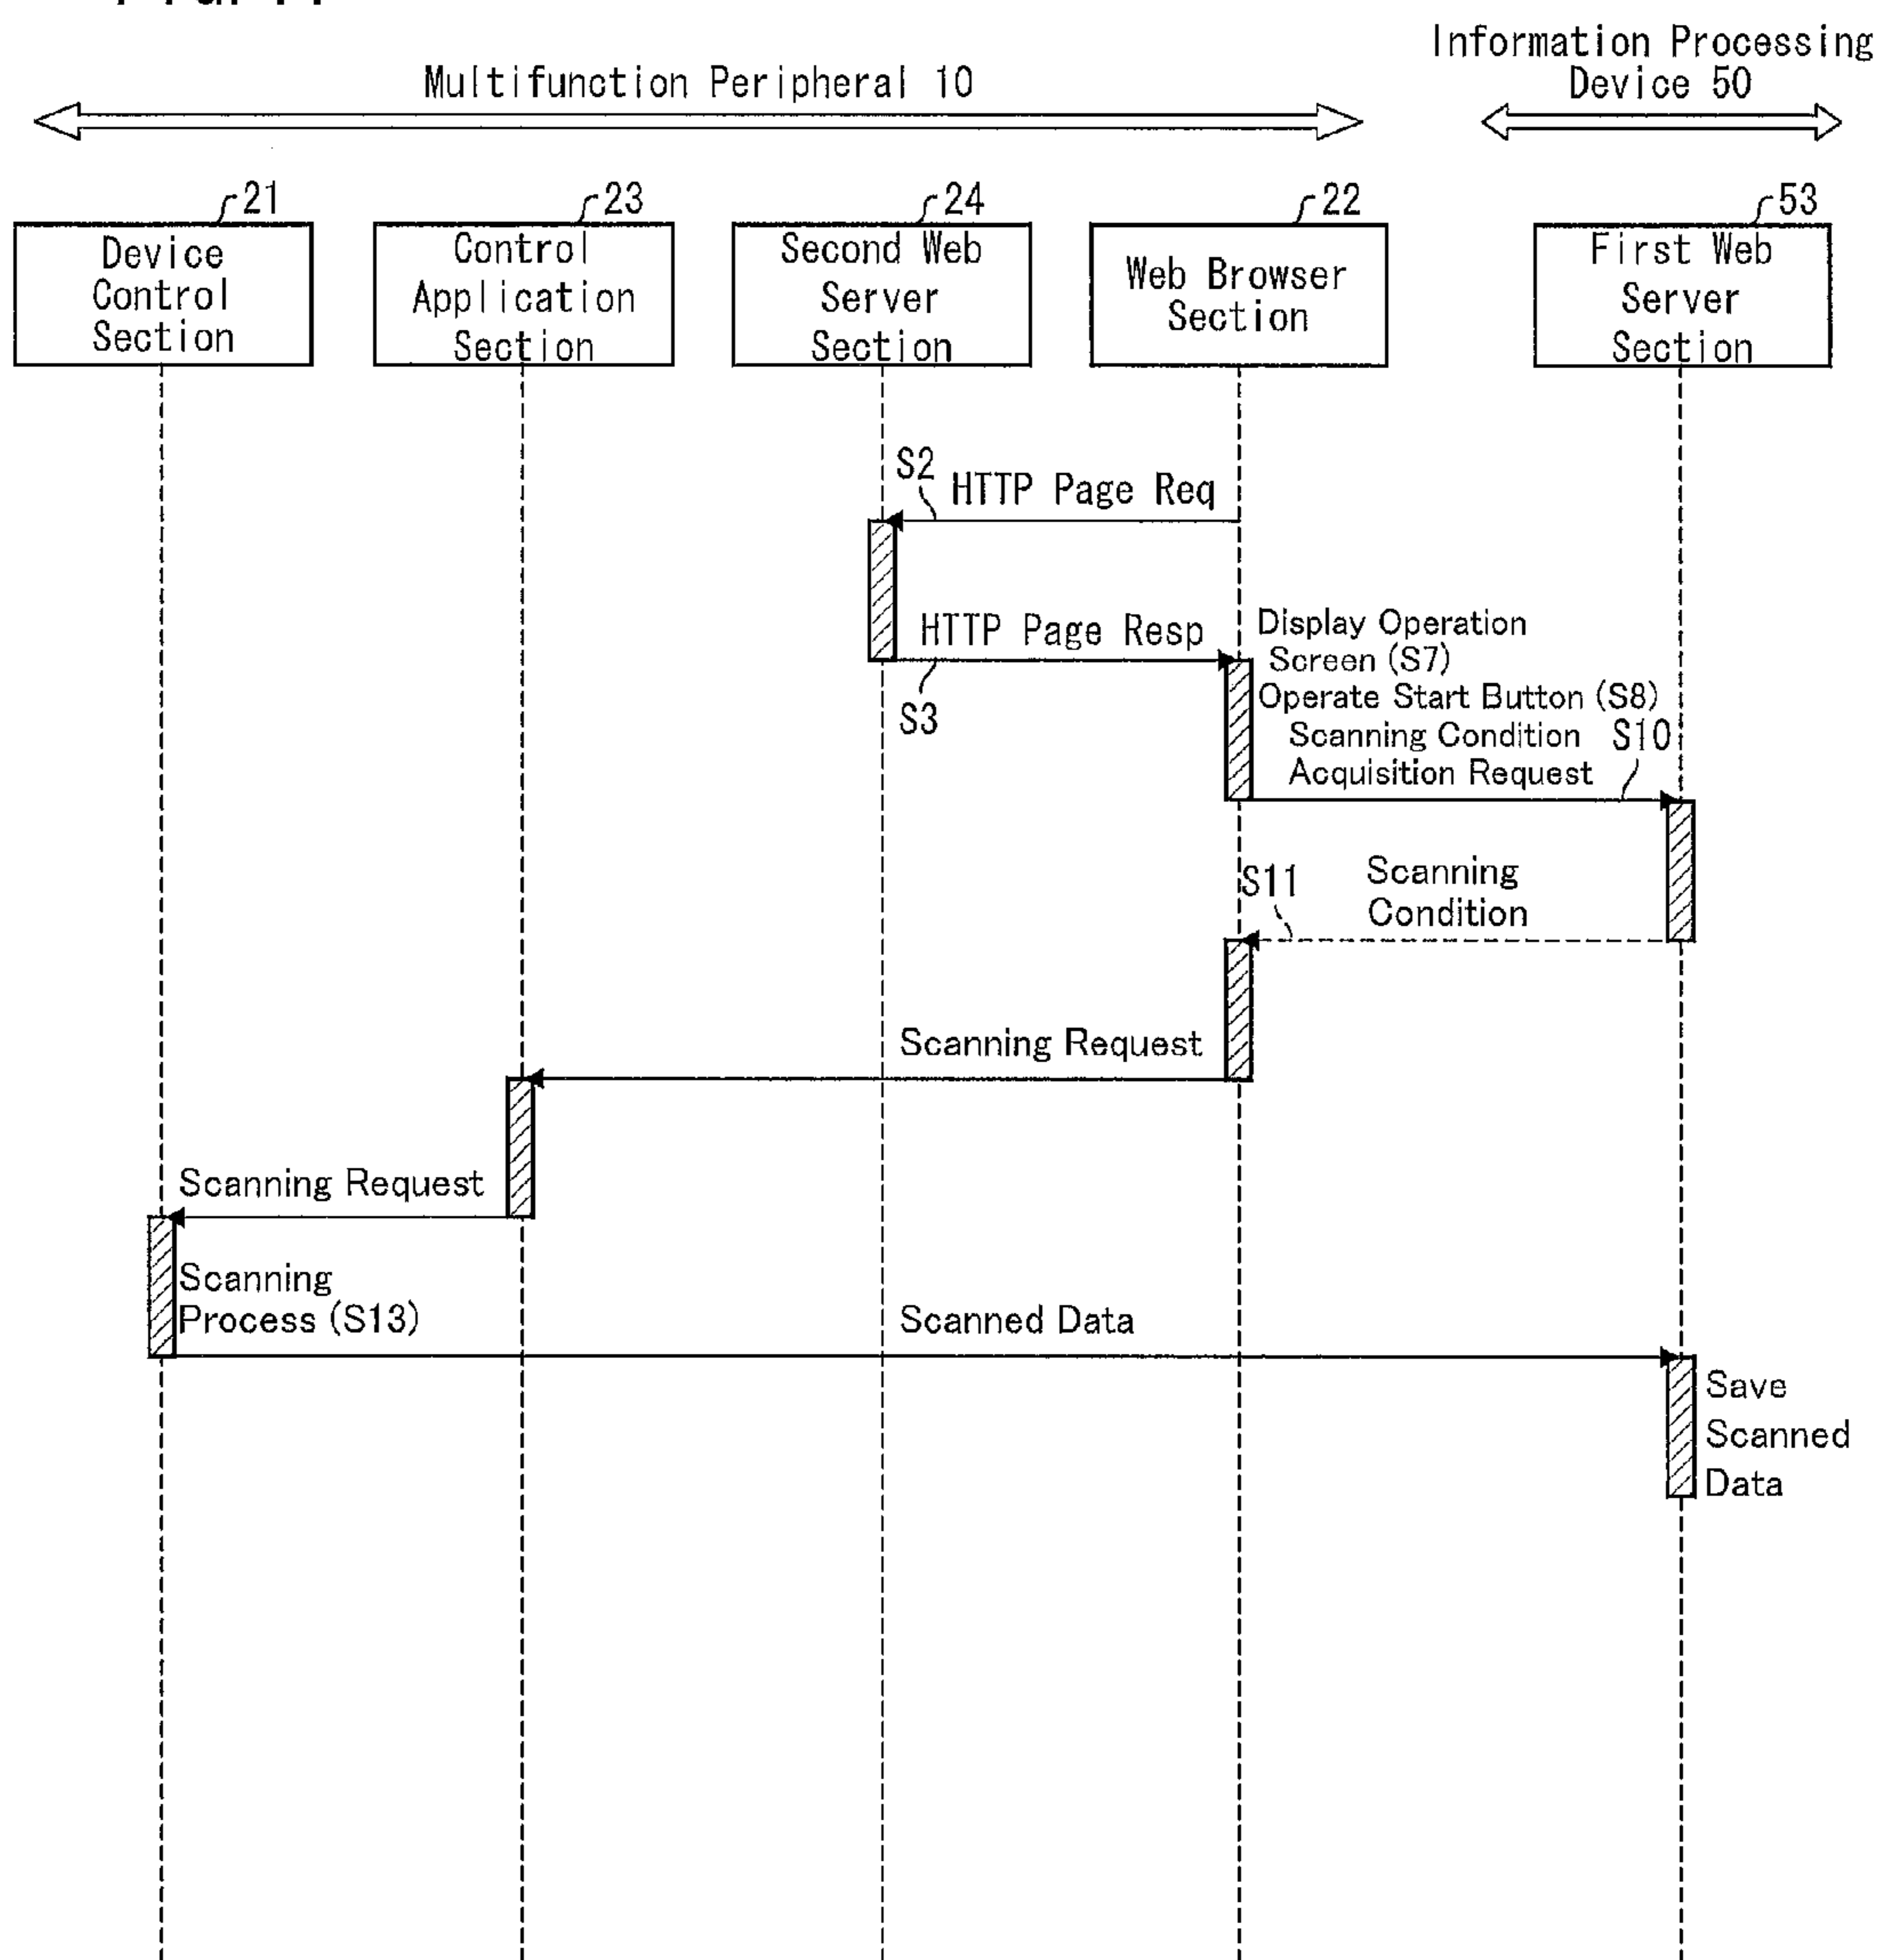 Information Processing
Device 50
Multifunction Peripheral 10
21
23
24
22
53
Device
Control
Section
Control
Application
Section
Second Web
Server
Section
Web Browser
Section
First Web
Server
Section
S2
HTTP Page Req
HTTP Page Resp
S3
Display Operation
Screen (S7)
Operate Start Button (S8)
Scanning Condition S10
Acquisition Request
S11
Scanning
Condition
Scanning Request
Scanning Request
Scanning
Process (S13)
Scanned Data
Save
Scanned
Data